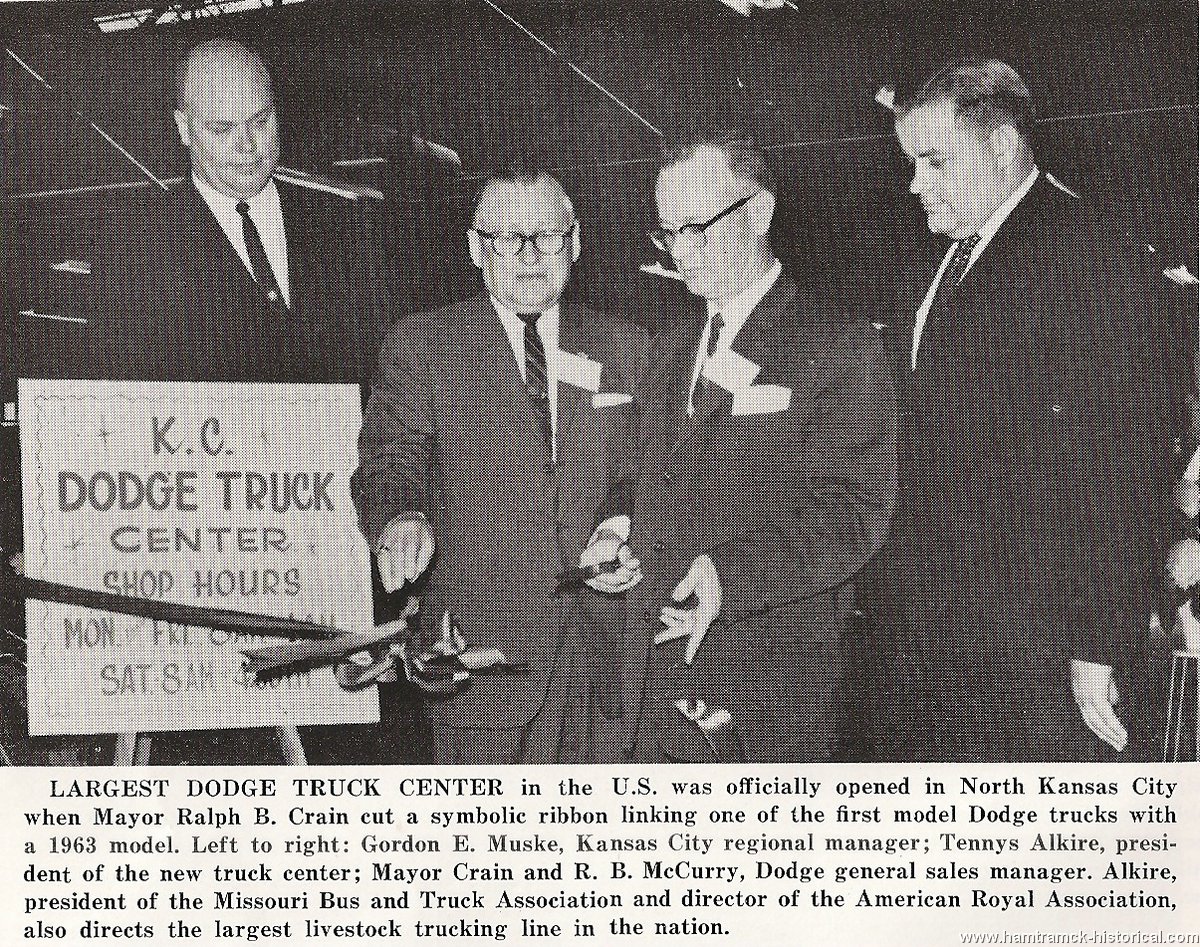 K.C.
DODGE TRUCK
CENTER
SHOP HOURS
MON. FRI. 8
SAT. 8 AM
LARGEST DODGE TRUCK CENTER in the U.S. was officially opened in North Kansas City
when Mayor Ralph B. Crain cut a symbolic ribbon linking one of the first model Dodge trucks with
a 1963 model. Left to right: Gordon E. Muske, Kansas City regional manager; Tennys Alkire, presi-
dent of the new truck center; Mayor Crain and R. B. McCurry, Dodge general sales manager. Alkire,
president of the Missouri Bus and Truck Association and director of the American Royal Association,
also directs the largest livestock trucking line in the nation.
www.hamtramck-historical.com